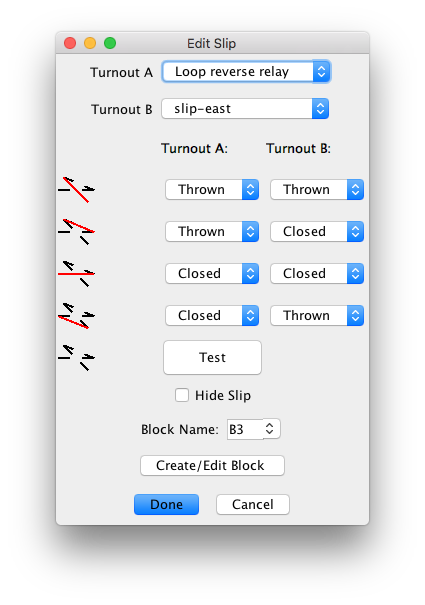 Edit Slip
Turnout A Loop reverse relay
Turnout B slip-east
Turnout A: Turnout B:
Thrown Thrown
Thrown Closed
Closed Closed
Closed Thrown
Test
Hide Slip
Block Name: B3
Create/Edit Block
Done Cancel